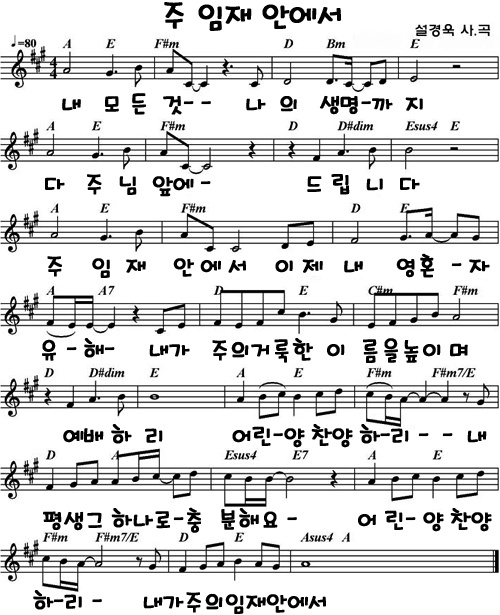 주 임재 안에서
설경욱 사.곡
♩=80 A E F#m D Bm E
4 4
내 모든 것-- 나의 생명-까지
A E F#m D D#dim Esus4 E
다 주님 앞에- 드립니다
A F#m D E
주 임재 안에서 이제 내 영혼-자
A A7 D E C#m F#m
유-해- 내가 주의거룩한 이 름을높이며
D D#dim E A E F#m F#m7/E
예배 하 리 어린-양 찬양 하-리--내
D A Esus4 E7 A E
평생그 하나로-충 분해요- 어 린-양 찬양
F#m F#m7/E D E Asus4 A
하-리- 내가주의임재안에서